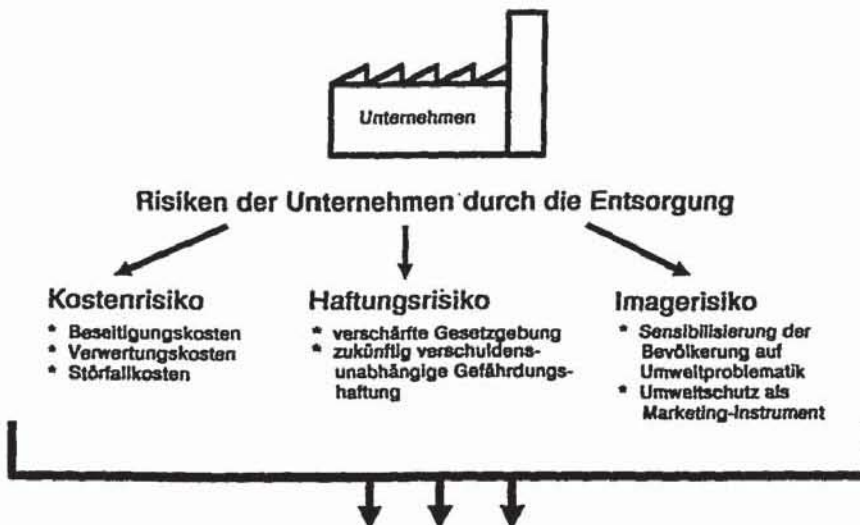 Unternehmen
Risiken der Unternehmen durch die Entsorgung
Kostenrisiko
* Beseitigungskosten
* Verwertungskosten
* Störfallkosten
Haftungsrisiko
* verschärfte Gesetzgebung
* zukünftig verschuldens-
unabhängige Gefährdungs-
haftung
Imagerisiko
* Sensibilisierung der
Bevölkerung auf
Umweltproblematik
* Umweltschutz als
Marketing-Instrument